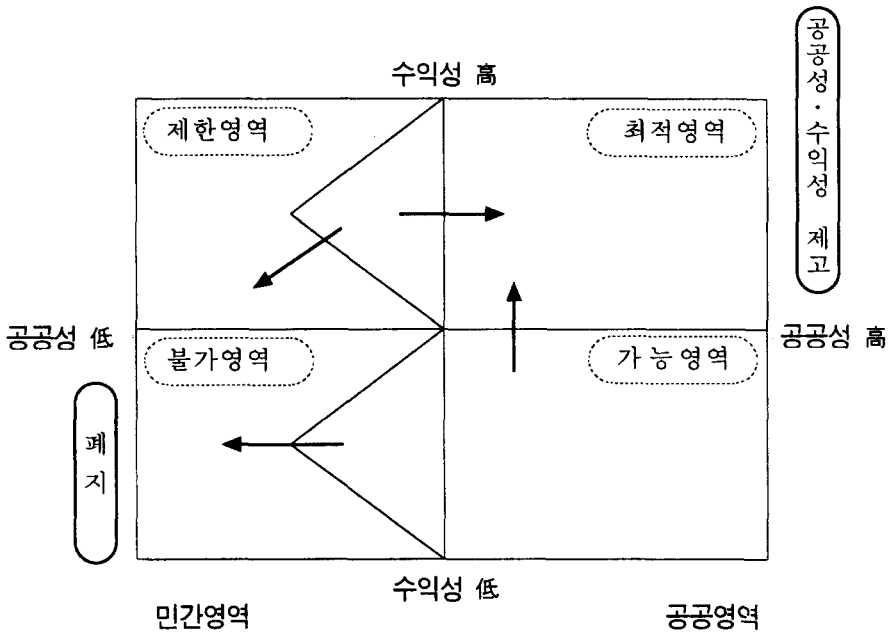 수익성 高
제한영역
최적영역
공공성·수익성 제고
공공성 低
공공성 高
불가영역
가능영역
폐지
수익성 低
민간영역
공공영역